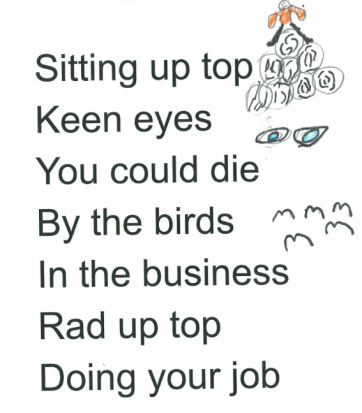 Sitting up top
Keen eyes
You could die
By the birds
In the business
Rad up top
Doing your job